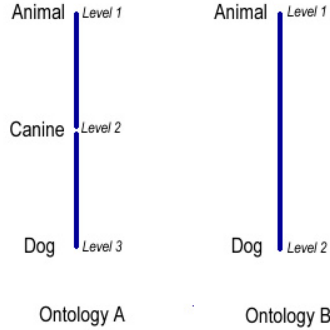 Animal Level 1
Canine Level 2
Dog Level 3
Ontology A
Animal Level 1
Dog Level 2
Ontology B